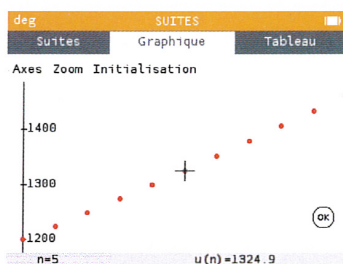 deg SUITES
Suites Graphique Tableau
Axes Zoom Initialisation
1400
1300
OK
1200
n=5 u(n)=1324.9